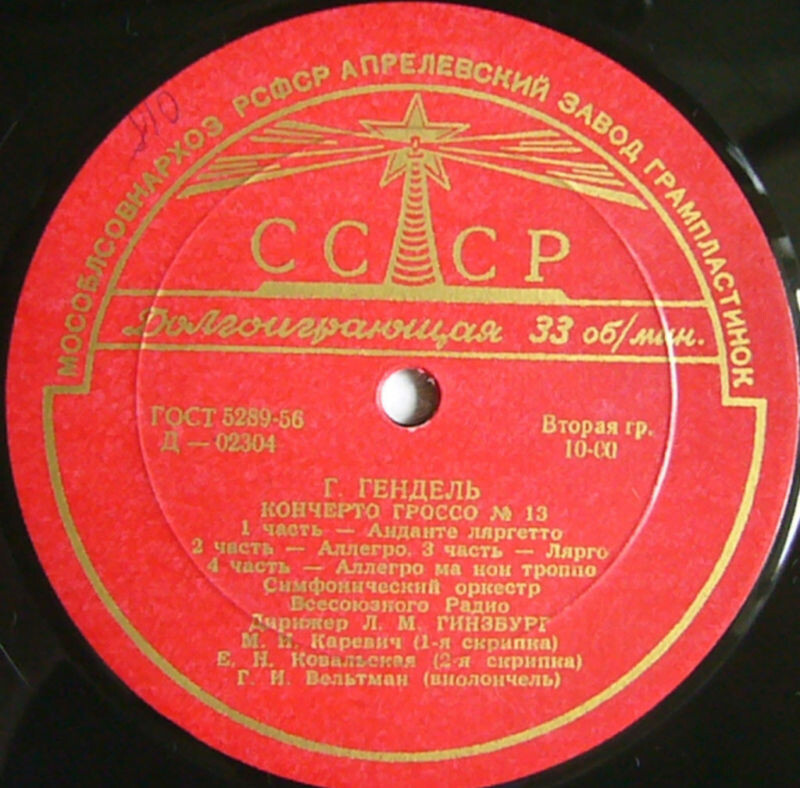 МОСОБЛСОВНАРХОЗ РСФСР АПРЕЛЕВСКИЙ ЗАВОД ГРАМПЛАСТИНОК
СССР
Долгоиграющая 33 об/мин.
ГОСТ 5289-56
Д — 02304
Вторая гр.
10-00
Г. ГЕНДЕЛЬ
КОНЧЕРТО ГРОССО № 13
1 часть — Анданте ляргетто
2 часть — Аллегро, 3 часть — Лярго
4 часть — Аллегро ма нон троппо
Симфонический оркестр
Всесоюзного Радио
Дирижер Л. М. ГИНЗБУРГ
М. И. Каревич (1-я скрипка)
Е. Н. Ковальская (2-я скрипка)
Г. И. Вельтман (виолончель)